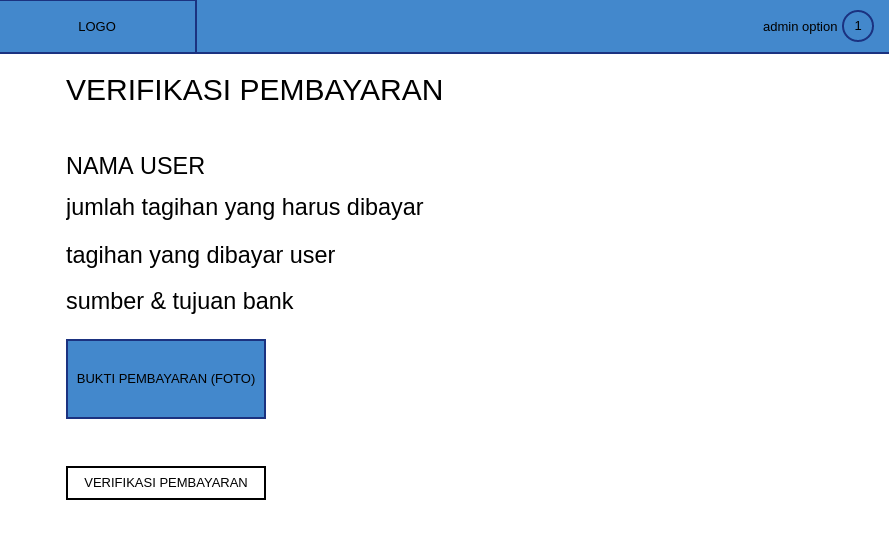 LOGO
admin option 1
VERIFIKASI PEMBAYARAN
NAMA USER
jumlah tagihan yang harus dibayar
tagihan yang dibayar user
sumber & tujuan bank
BUKTI PEMBAYARAN (FOTO)
VERIFIKASI PEMBAYARAN